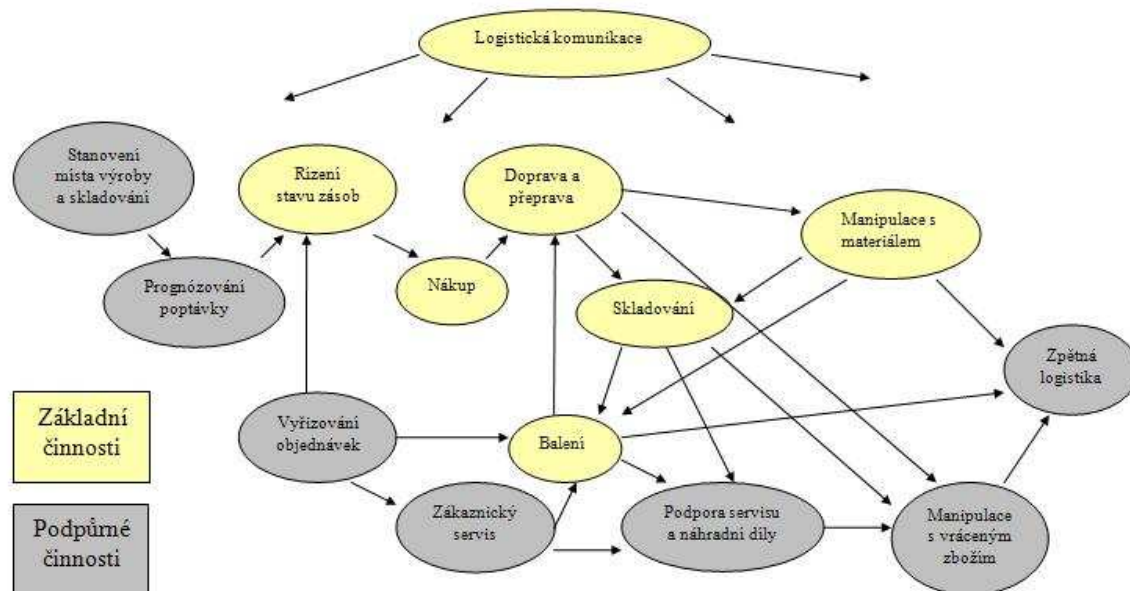 Logistická komunikace
Stanovení
místa výroby
a skladování
Rízení
stavu zásob
Doprava a
přeprava
Manipulace s
materiálem
Prognózování
poptávky
Nákup
Skladování
Zpětná
logistika
Základní
činnosti
Vyřizování
objednávek
Balení
Podpůrné
činnosti
Zákaznický
servis
Podpora servisu
a náhradní díly
Manipulace
s vráceným
zbožím